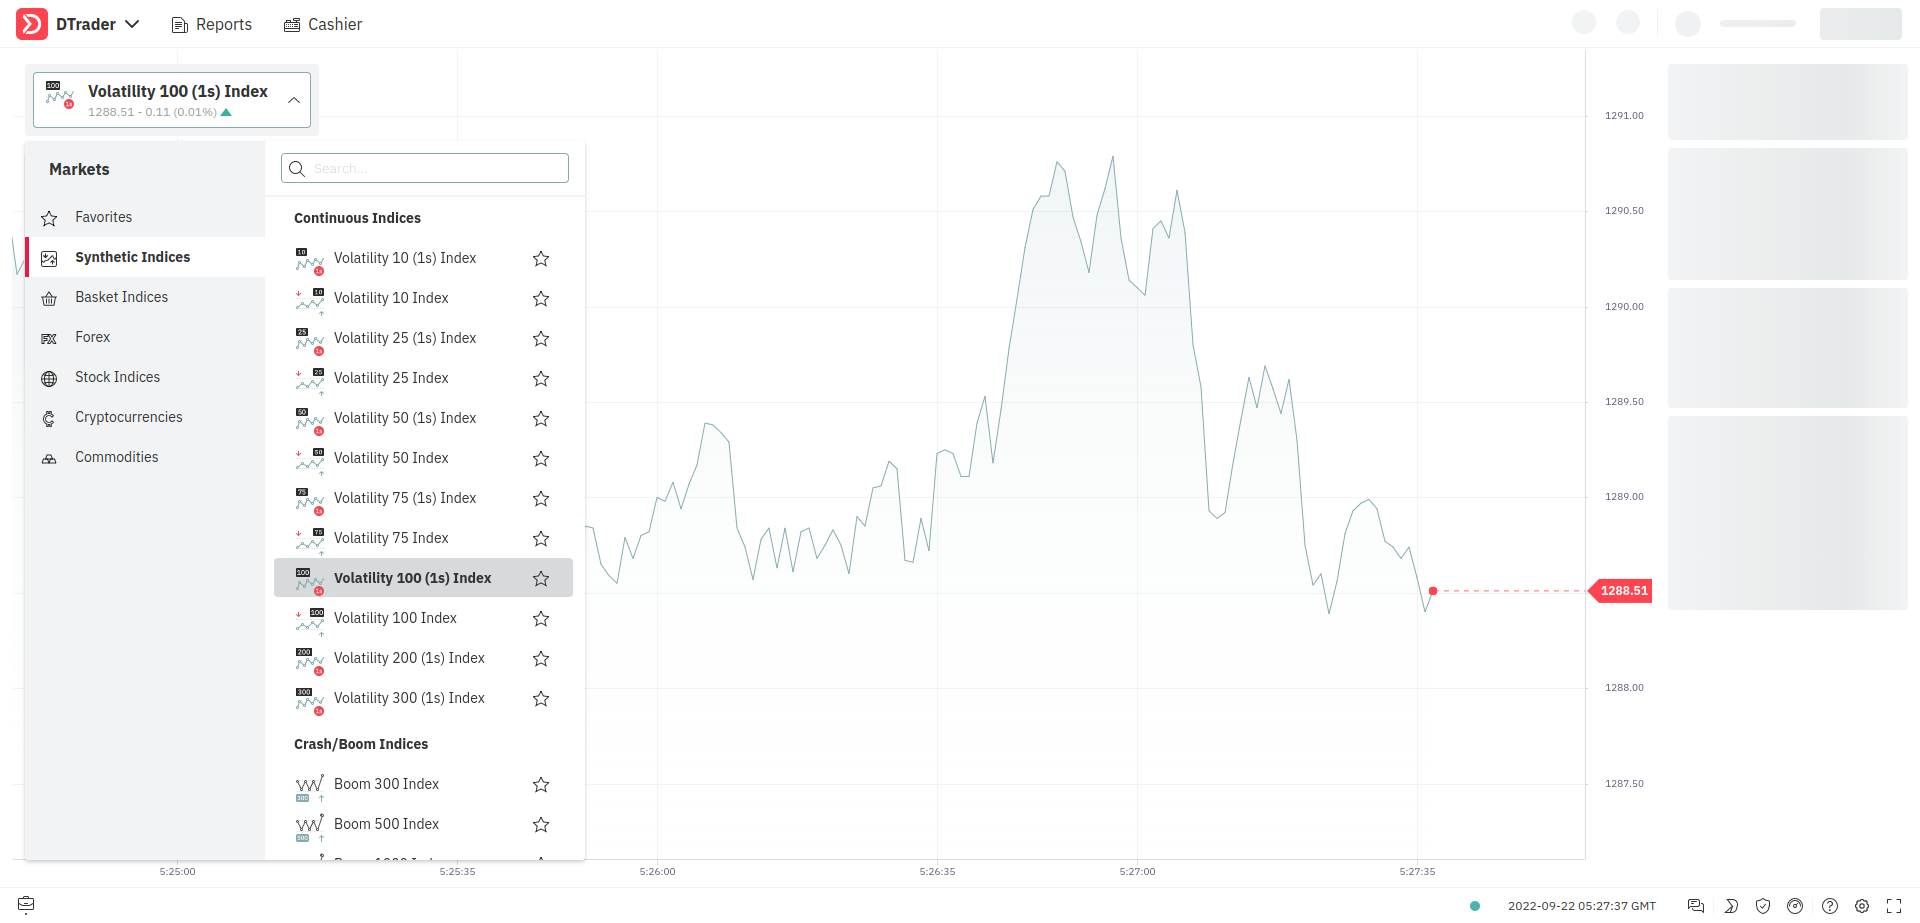 DTrader
Reports
Cashier
Volatility 100 (1s) Index
1288.51 - 0.11 (0.01%)
Markets
Favorites
Synthetic Indices
Basket Indices
Forex
Stock Indices
Cryptocurrencies
Commodities
Search...
Continuous Indices
Volatility 10 (1s) Index
Volatility 10 Index
Volatility 25 (1s) Index
Volatility 25 Index
Volatility 50 (1s) Index
Volatility 50 Index
Volatility 75 (1s) Index
Volatility 75 Index
Volatility 100 (1s) Index
Volatility 100 Index
Volatility 200 (1s) Index
Volatility 300 (1s) Index
Crash/Boom Indices
Boom 300 Index
Boom 500 Index
1291.00
1290.50
1290.00
1289.50
1289.00
1288.51
1288.00
1287.50
5:25:00
5:25:35
5:26:00
5:26:35
5:27:00
5:27:35
2022-09-22 05:27:37 GMT